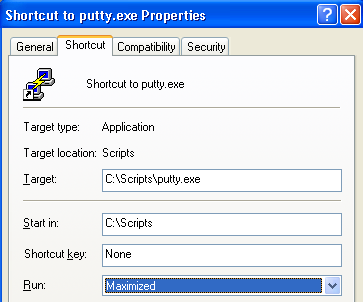 Shortcut to putty.exe Properties
General Shortcut Compatibility Security
Shortcut to putty.exe
Target type: Application
Target location: Scripts
Target: C:\Scripts\putty.exe
Start in: C:\Scripts
Shortcut key: None
Run: Maximized